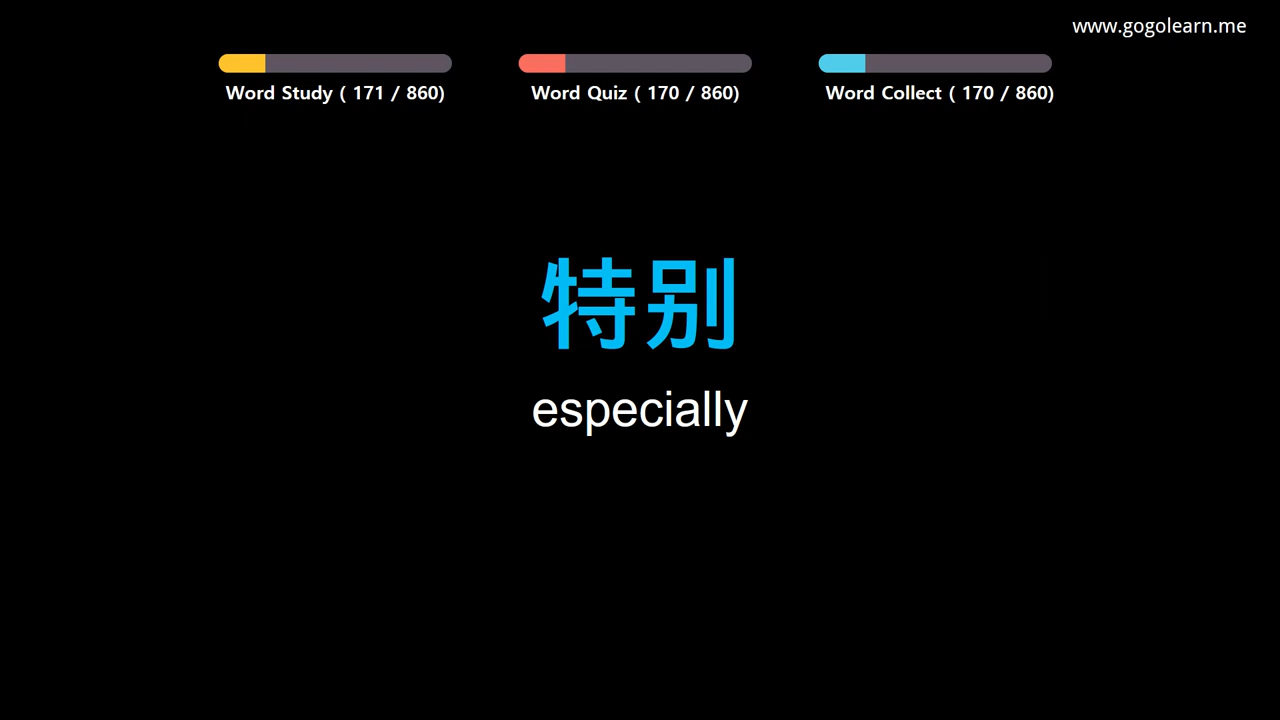 www.gogolearn.me
Word Study ( 171 / 860)
Word Quiz ( 170 / 860)
Word Collect ( 170 / 860)
特别
especially